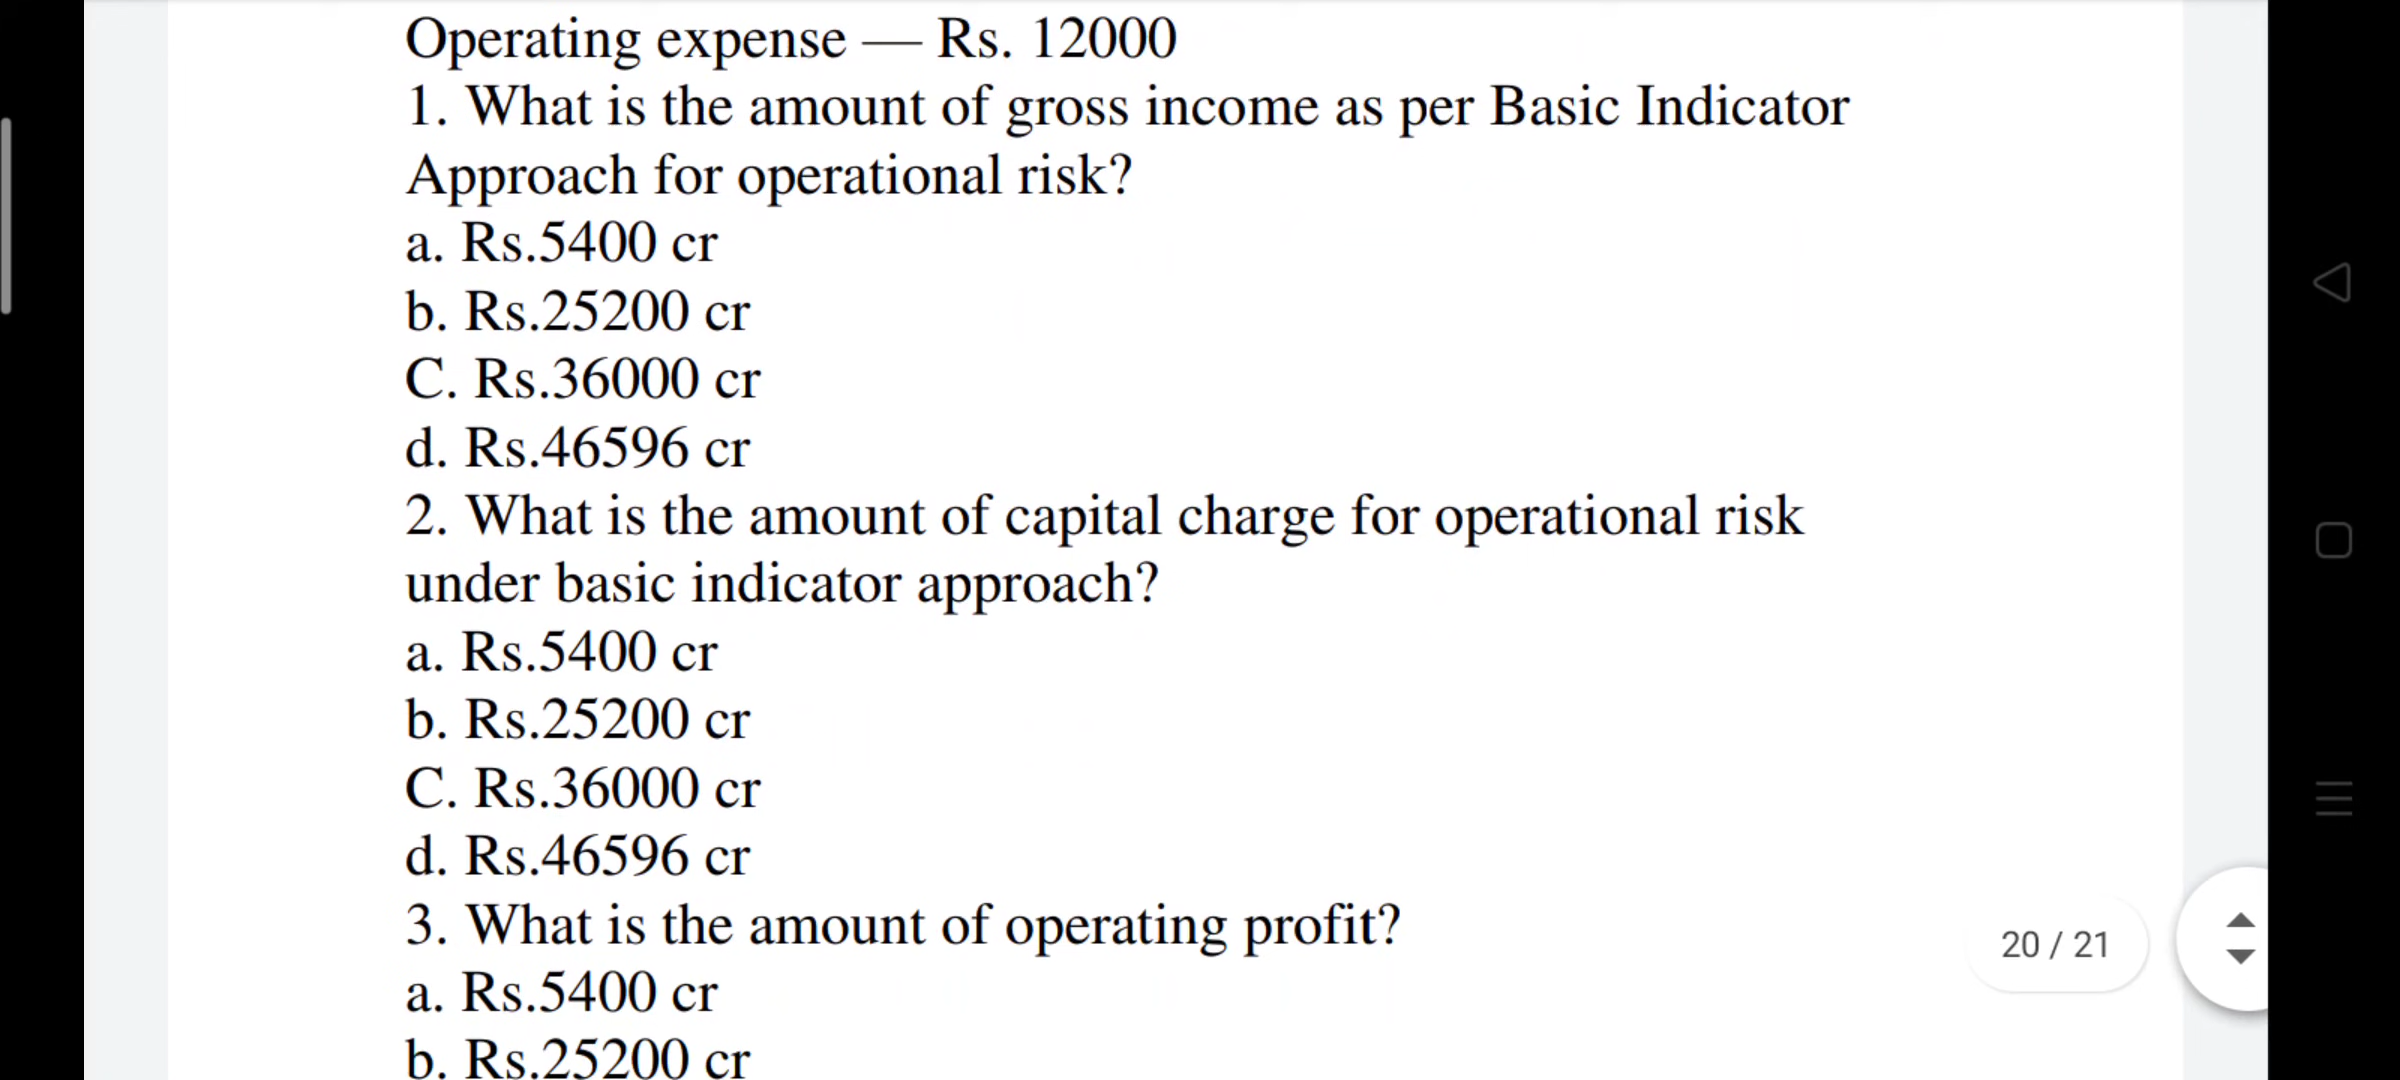 Operating expense — Rs. 12000
1. What is the amount of gross income as per Basic Indicator
Approach for operational risk?
a. Rs.5400 cr
b. Rs.25200 cr
C. Rs.36000 cr
d. Rs.46596 cr
2. What is the amount of capital charge for operational risk
under basic indicator approach?
a. Rs.5400 cr
b. Rs.25200 cr
C. Rs.36000 cr
d. Rs.46596 cr
3. What is the amount of operating profit?
a. Rs.5400 cr
b. Rs.25200 cr
20 / 21